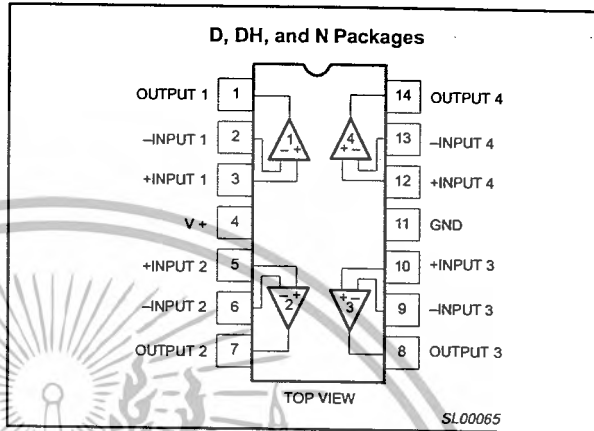 D, DH, and N Packages
OUTPUT 1 1 14 OUTPUT 4
–INPUT 1 2 13 –INPUT 4
1 4
– + + –
+INPUT 1 3 12 +INPUT 4
V + 4 11 GND
+INPUT 2 5 10 +INPUT 3
– + + –
2 3
–INPUT 2 6 9 –INPUT 3
OUTPUT 2 7 8 OUTPUT 3
TOP VIEW
SL00065